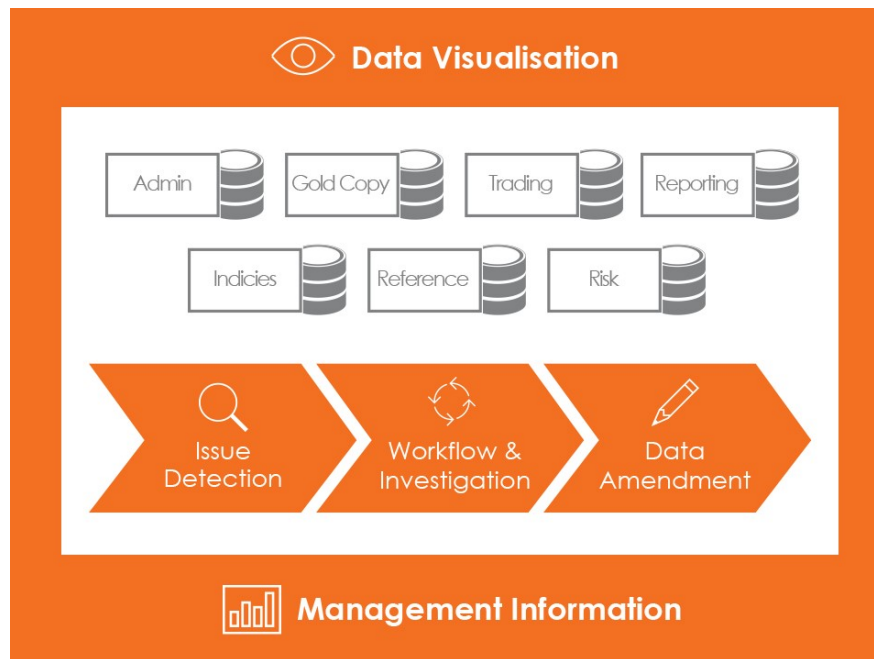 Data Visualisation
Admin
Gold Copy
Trading
Reporting
Indicies
Reference
Risk
Issue
Detection
Workflow &
Investigation
Data
Amendment
Management Information